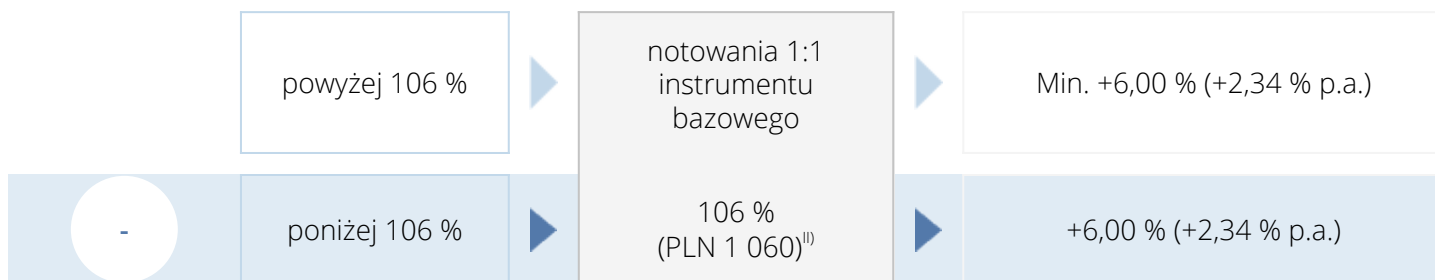 powyżej 106 %
notowania 1:1
instrumentu
bazowego
Min. +6,00 % (+2,34 % p.a.)
-
poniżej 106 %
106 %
(PLN 1 060)II)
+6,00 % (+2,34 % p.a.)